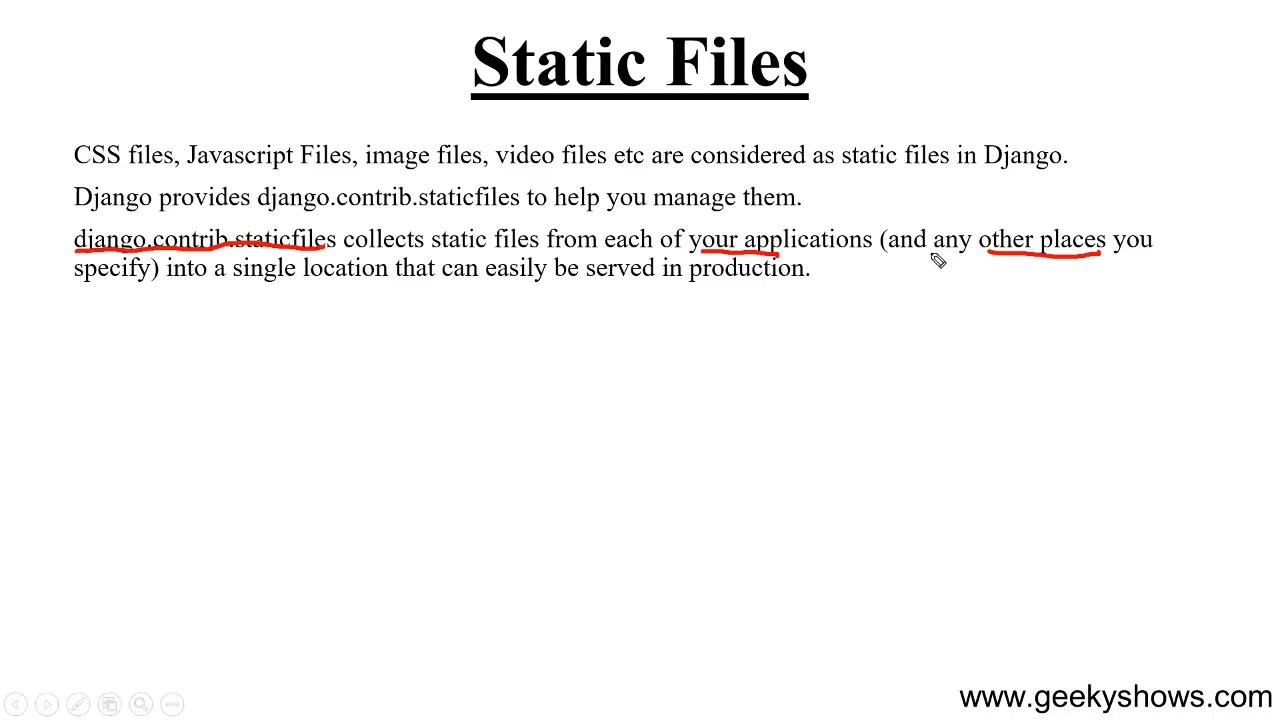 Static Files
CSS files, Javascript Files, image files, video files etc are considered as static files in Django.
Django provides django.contrib.staticfiles to help you manage them.
django.contrib.staticfiles collects static files from each of your applications (and any other places you
specify) into a single location that can easily be served in production.
www.geekyshows.com